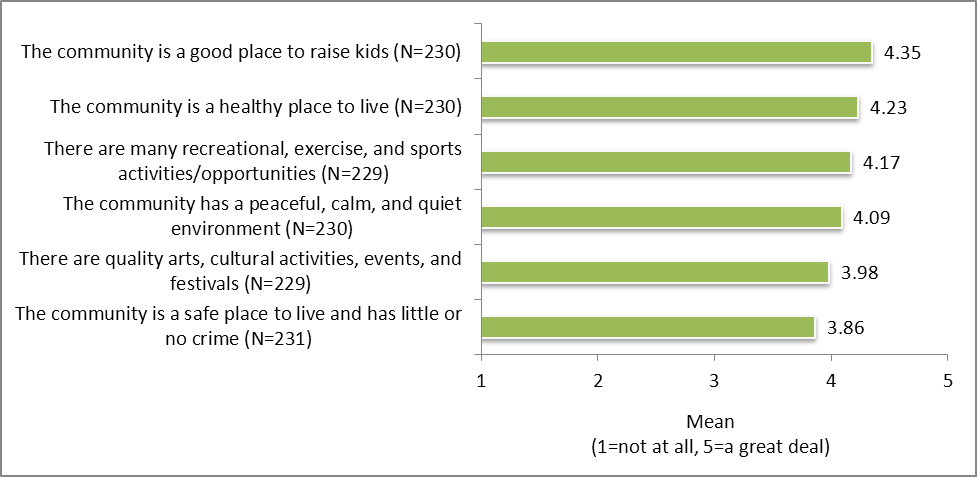 The community is a good place to raise kids (N=230)
4.35
The community is a healthy place to live (N=230)
4.23
There are many recreational, exercise, and sports
activities/opportunities (N=229)
4.17
The community has a peaceful, calm, and quiet
environment (N=230)
4.09
There are quality arts, cultural activities, events, and
festivals (N=229)
3.98
The community is a safe place to live and has little or
no crime (N=231)
3.86
1 2 3 4 5
Mean
(1=not at all, 5=a great deal)